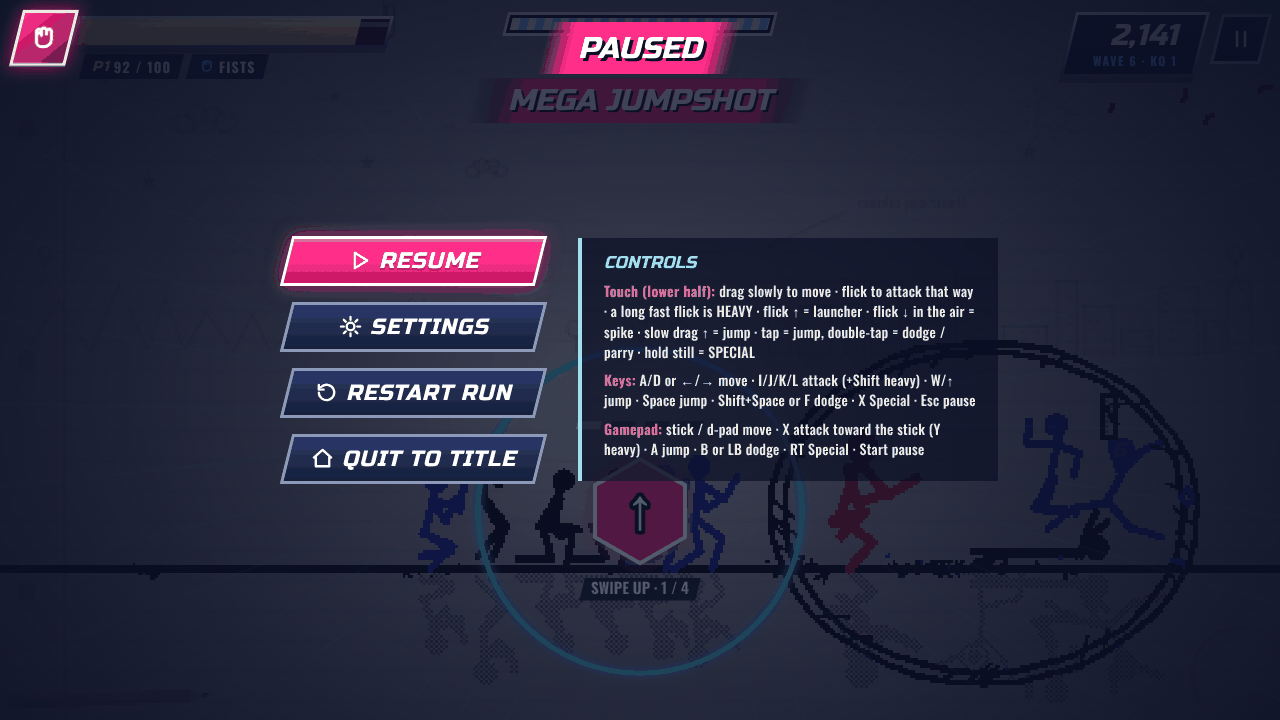 PAUSED
MEGA JUMPSHOT
P1 92 / 100
FISTS
2,141
WAVE 6 · KO 1
RESUME
SETTINGS
RESTART RUN
QUIT TO TITLE
CONTROLS
Touch (lower half): drag slowly to move · flick to attack that way
· a long fast flick is HEAVY · flick ↑ = launcher · flick ↓ in the air =
spike · slow drag ↑ = jump · tap = jump, double-tap = dodge /
parry · hold still = SPECIAL
Keys: A/D or ←/→ move · I/J/K/L attack (+Shift heavy) · W/↑
jump · Space jump · Shift+Space or F dodge · X Special · Esc pause
Gamepad: stick / d-pad move · X attack toward the stick (Y
heavy) · A jump · B or LB dodge · RT Special · Start pause
SWIPE UP · 1 / 4